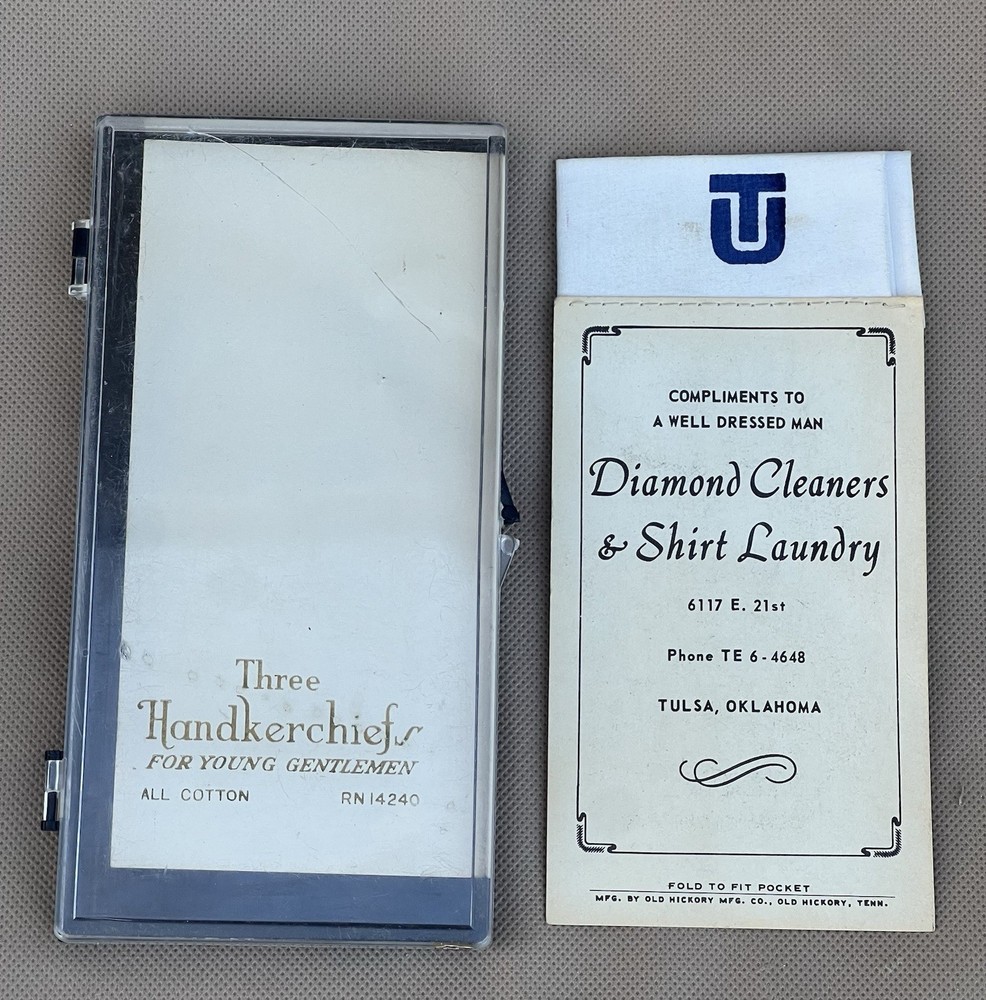 Three
Handkerchiefs
FOR YOUNG GENTLEMEN
ALL COTTON RN14240
TU
COMPLIMENTS TO
A WELL DRESSED MAN
Diamond Cleaners
& Shirt Laundry
6117 E. 21st
Phone TE 6-4648
TULSA, OKLAHOMA
FOLD TO FIT POCKET
MFG. BY OLD HICKORY MFG. CO., OLD HICKORY, TENN.